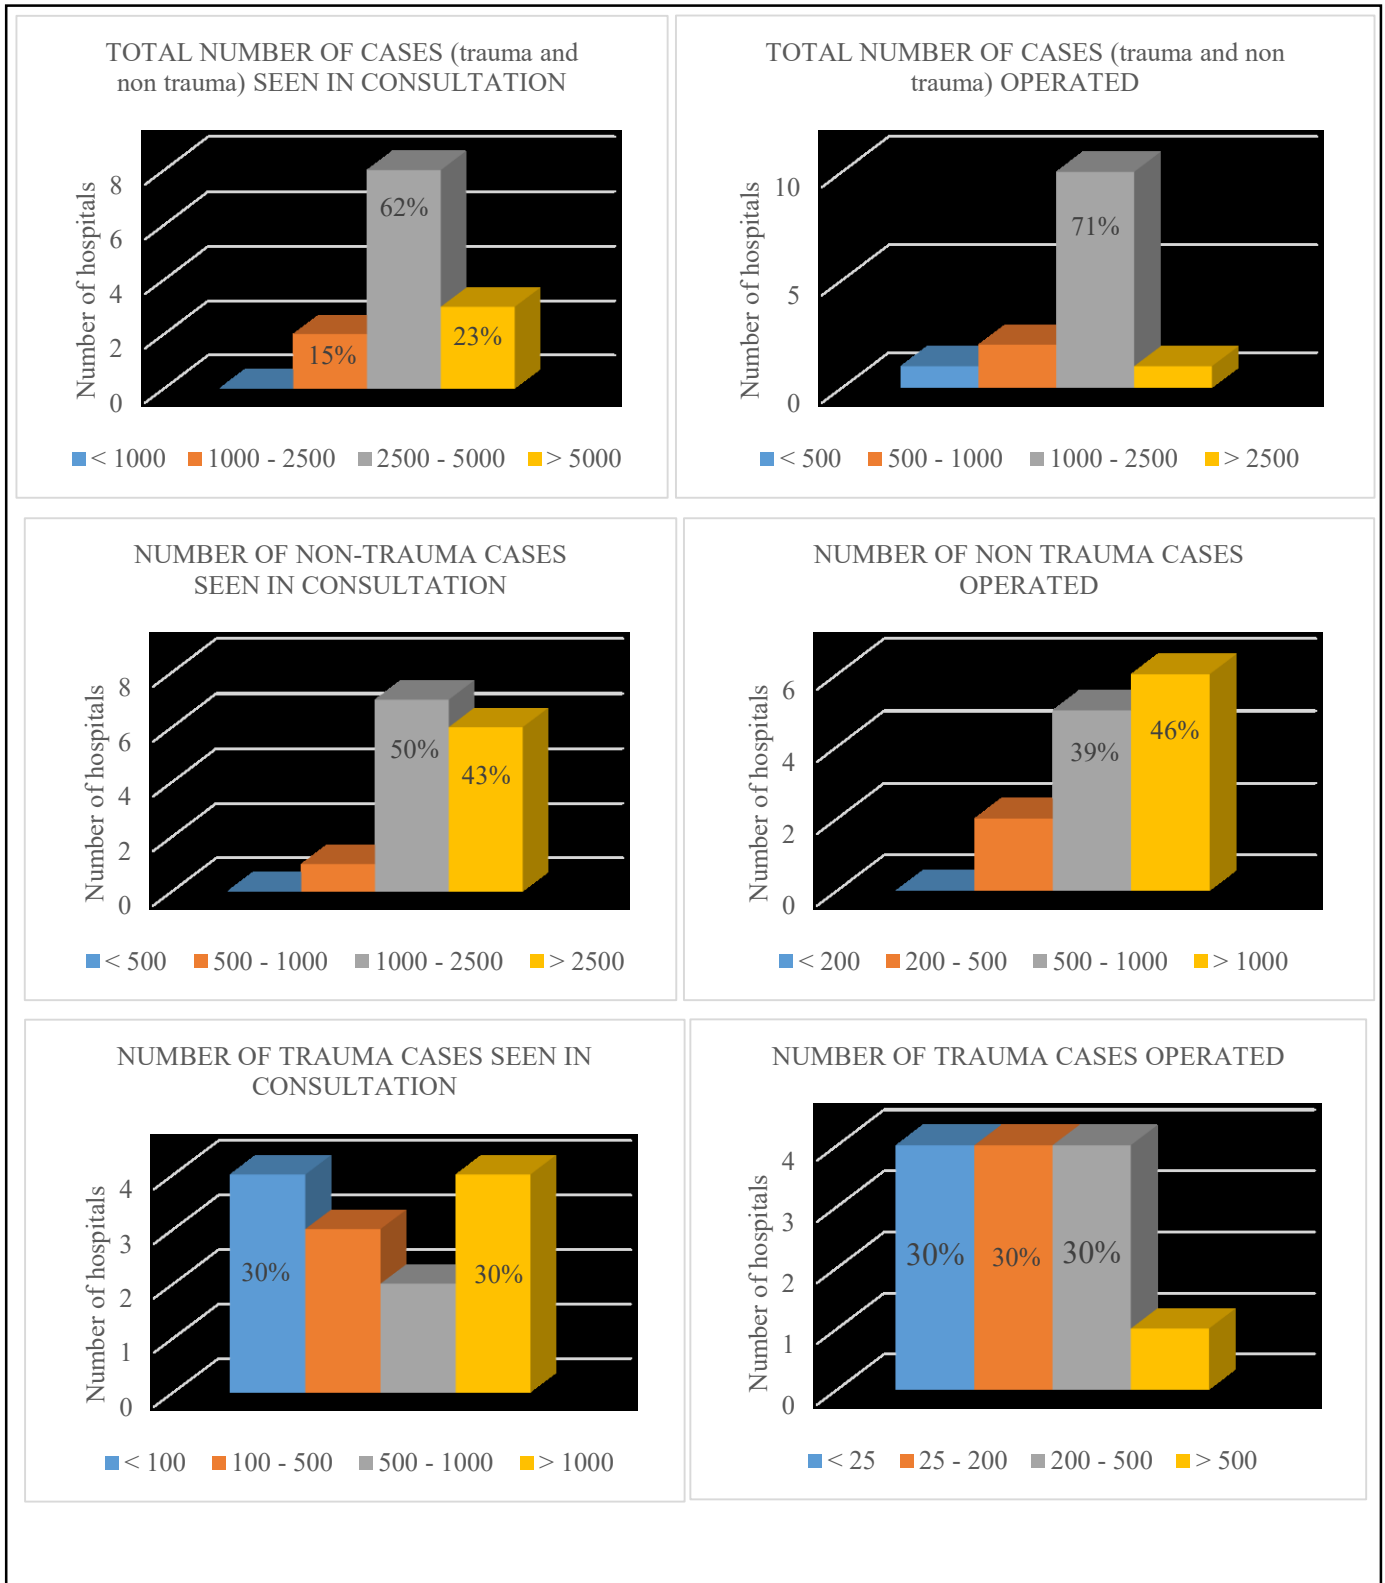 TOTAL NUMBER OF CASES (trauma and
non trauma) SEEN IN CONSULTATION
Number of hospitals
8
6
4
2
0
62%
15%
23%
< 1000 1000 - 2500 2500 - 5000 > 5000
TOTAL NUMBER OF CASES (trauma and non
trauma) OPERATED
Number of hospitals
10
5
0
71%
< 500 500 - 1000 1000 - 2500 > 2500
NUMBER OF NON-TRAUMA CASES
SEEN IN CONSULTATION
Number of hospitals
8
6
4
2
0
50%
43%
< 500 500 - 1000 1000 - 2500 > 2500
NUMBER OF NON TRAUMA CASES
OPERATED
Number of hospitals
6
4
2
0
39%
46%
< 200 200 - 500 500 - 1000 > 1000
NUMBER OF TRAUMA CASES SEEN IN
CONSULTATION
Number of hospitals
4
3
2
1
0
30%
30%
< 100 100 - 500 500 - 1000 > 1000
NUMBER OF TRAUMA CASES OPERATED
Number of hospitals
4
3
2
1
0
30%
30%
30%
< 25 25 - 200 200 - 500 > 500